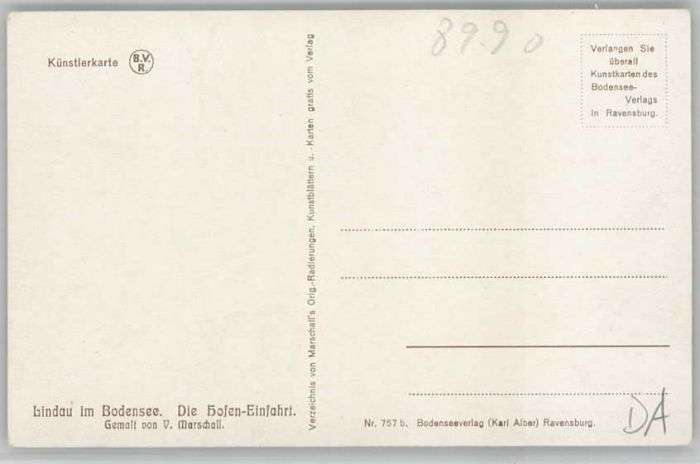 89.90
Künstlerkarte B.V.R.
Verlangen Sie
überall
Kunstkarten des
Bodensee-
Verlags
in Ravensburg.
Verzeichnis von Marschall's Orig.-Radierungen, Kunstblättern u. -Karten gratis vom Verlag
Lindau im Bodensee. Die Hafen-Einfahrt.
Gemalt von V. Marschall.
Nr. 757 b. Bodenseeverlag (Karl Alber) Ravensburg.
DA